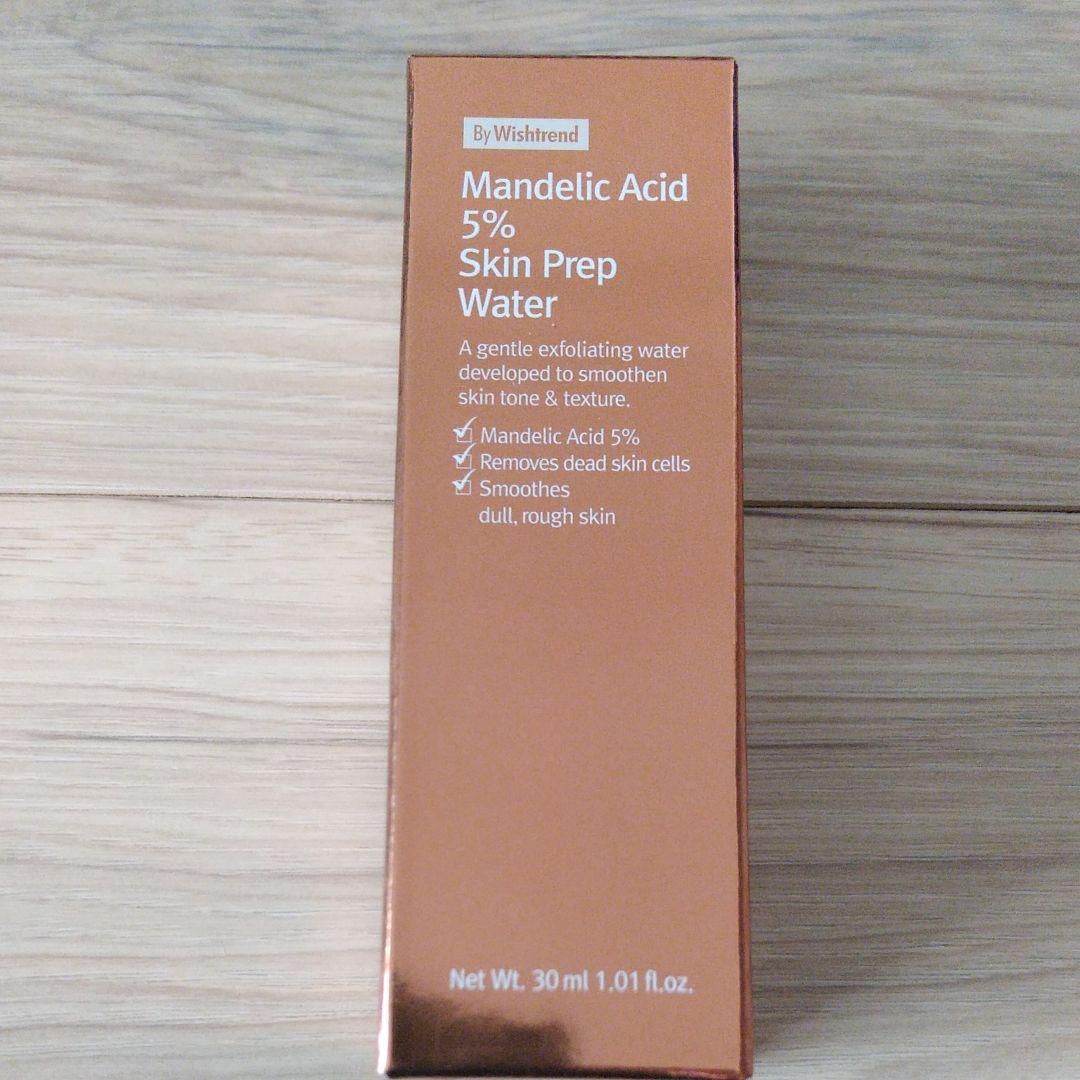 By Wishtrend
Mandelic Acid
5%
Skin Prep
Water
A gentle exfoliating water
developed to smoothen
skin tone & texture.
Mandelic Acid 5%
Removes dead skin cells
Smoothes
dull, rough skin
Net Wt. 30 ml 1.01 fl.oz.